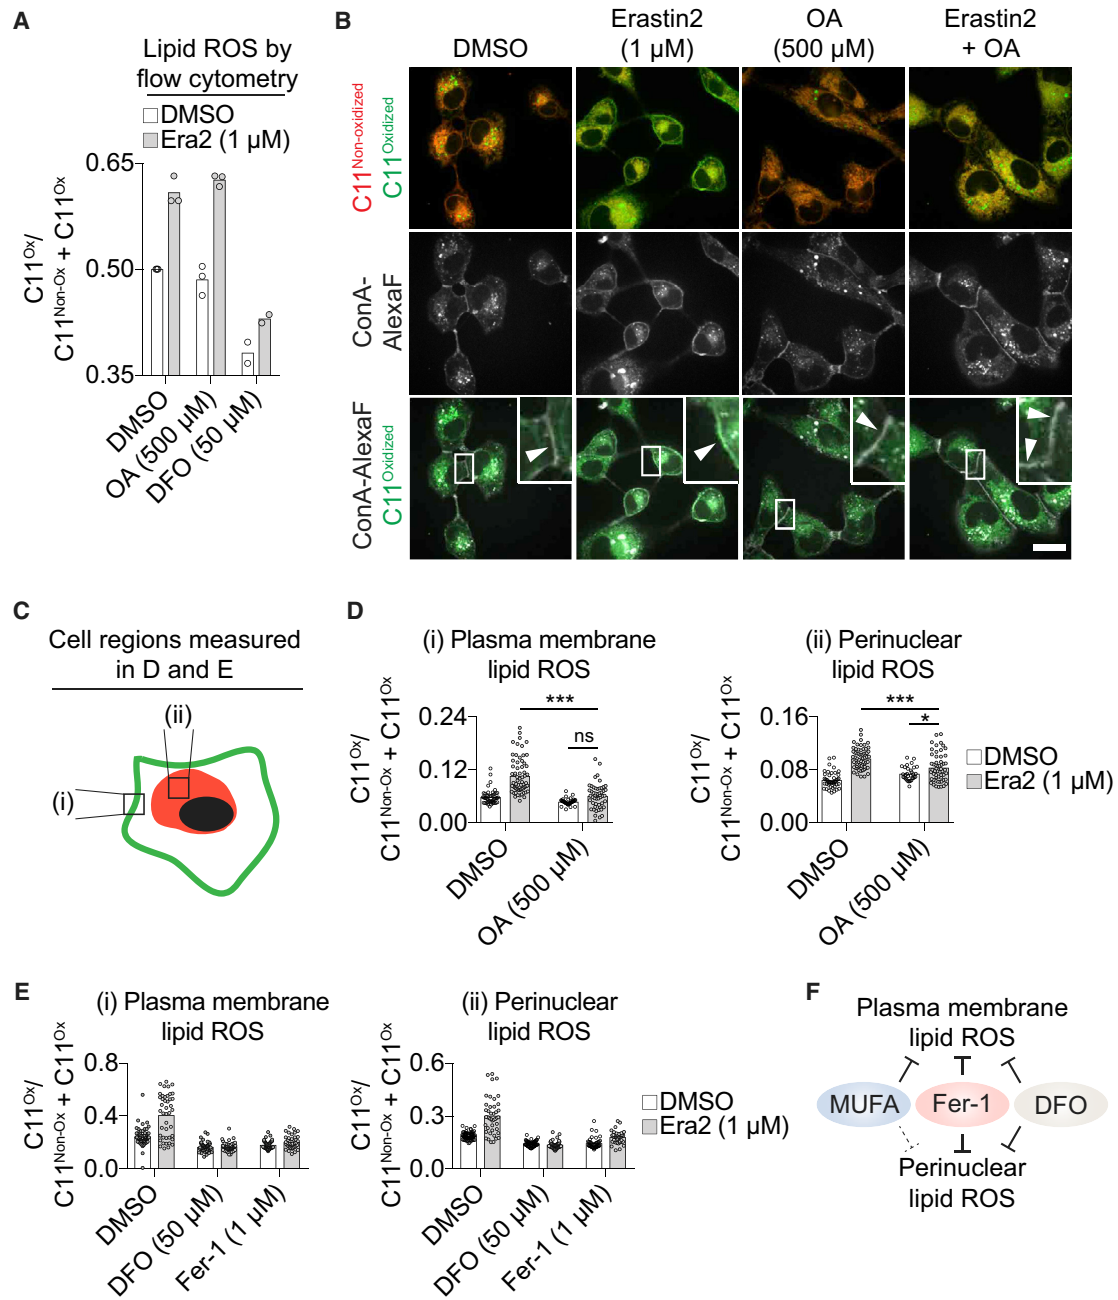 A
Lipid ROS by
flow cytometry
DMSO
Era2 (1 µM)
C11Ox/
C11Non-Ox + C11Ox
0.65
0.50
0.35
DMSO
OA (500 µM)
DFO (50 µM)
B
DMSO
Erastin2
(1 µM)
OA
(500 µM)
Erastin2
+ OA
C11Non-oxidized
C11Oxidized
ConA-
AlexaF
ConA-AlexaF
C11Oxidized
C
Cell regions measured
in D and E
(ii)
(i)
D
(i) Plasma membrane
lipid ROS
C11Ox/
C11Non-Ox + C11Ox
0.24
0.12
0.00
***
ns
DMSO
OA (500 µM)
(ii) Perinuclear
lipid ROS
C11Ox/
C11Non-Ox + C11Ox
0.16
0.08
0.00
***
*
DMSO
OA (500 µM)
DMSO
Era2 (1 µM)
E
(i) Plasma membrane
lipid ROS
C11Ox/
C11Non-Ox + C11Ox
0.8
0.4
0.0
DMSO
DFO (50 µM)
Fer-1 (1 µM)
(ii) Perinuclear
lipid ROS
C11Ox/
C11Non-Ox + C11Ox
0.6
0.3
0.0
DMSO
DFO (50 µM)
Fer-1 (1 µM)
DMSO
Era2 (1 µM)
F
Plasma membrane
lipid ROS
MUFA
Fer-1
DFO
Perinuclear
lipid ROS